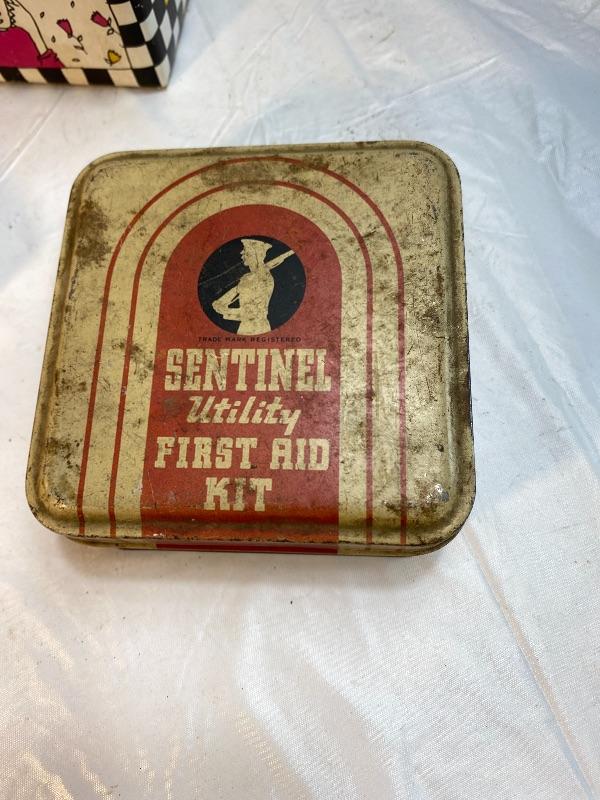 TRADE MARK REGISTERED
SENTINEL
Utility
FIRST AID
KIT